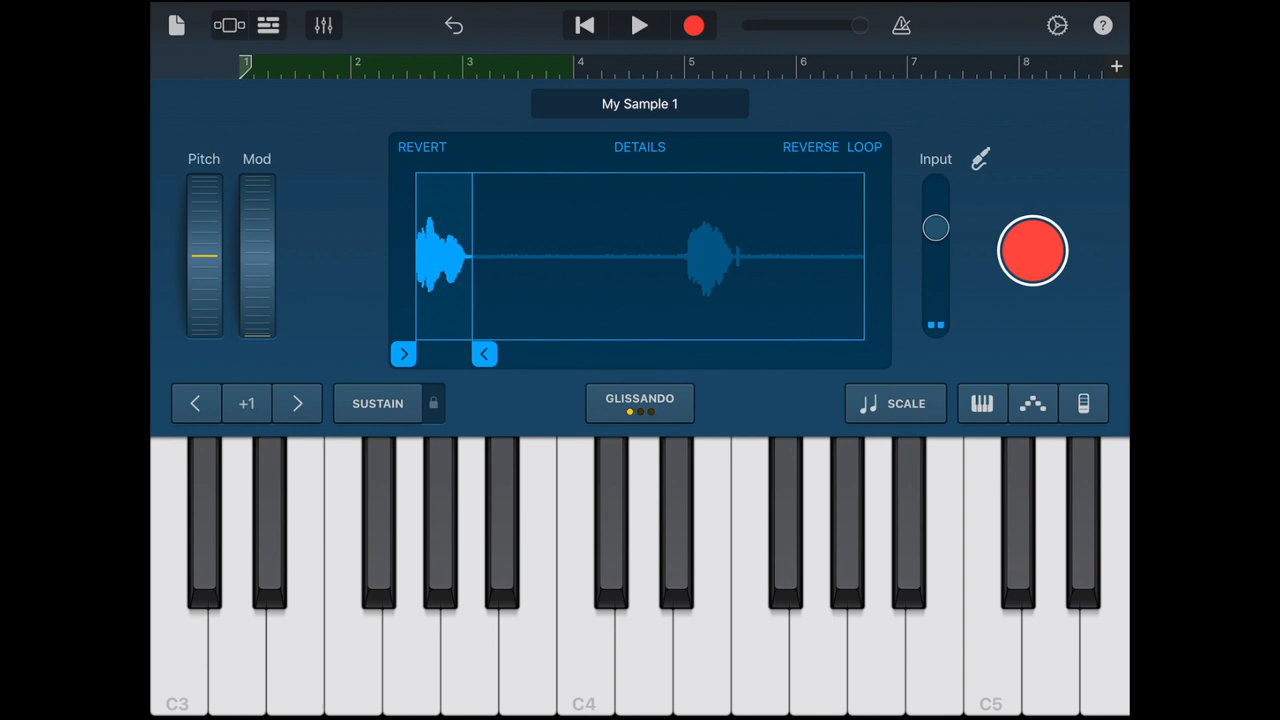 ?
1 2 3 4 5 6 7 8 +
My Sample 1
REVERT DETAILS REVERSE LOOP
Pitch Mod Input
+1 SUSTAIN GLISSANDO SCALE
C3 C4 C5